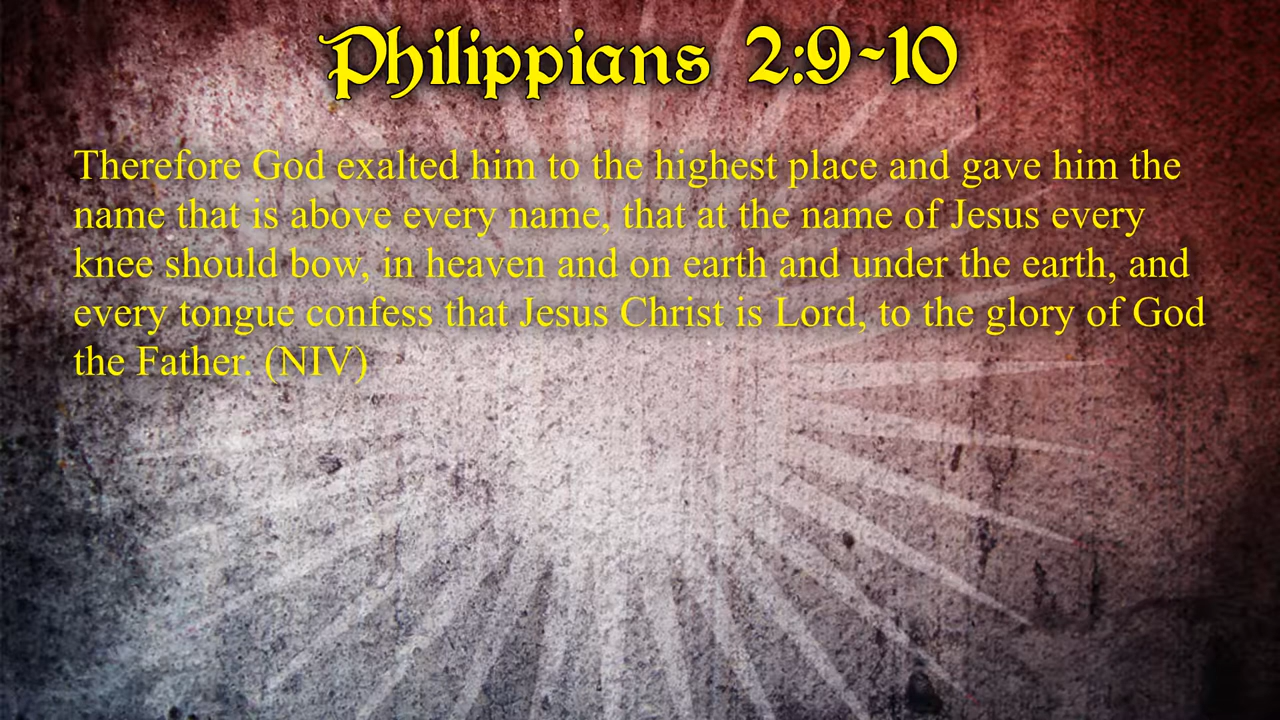 Philippians 2:9-10
Therefore God exalted him to the highest place and gave him the
name that is above every name, that at the name of Jesus every
knee should bow, in heaven and on earth and under the earth, and
every tongue confess that Jesus Christ is Lord, to the glory of God
the Father. (NIV)